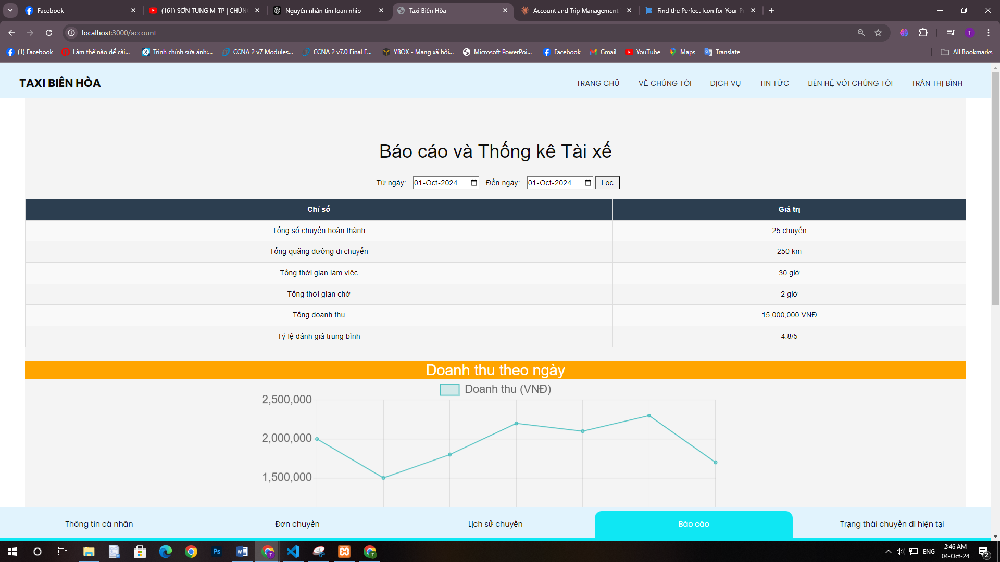 Facebook
(161) SƠN TÙNG M-TP | CHÚNG
Nguyên nhân tim loạn nhịp
Taxi Biên Hòa
Account and Trip Management
Find the Perfect Icon for Your P
localhost:3000/account
(1) Facebook
Làm thế nào để cài...
Trình chỉnh sửa ảnh:...
CCNA 2 v7 Modules...
CCNA 2 v7.0 Final E...
YBOX - Mạng xã hội...
Microsoft PowerPoi...
Facebook
Gmail
YouTube
Maps
Translate
All Bookmarks
TAXI BIÊN HÒA
TRANG CHỦ
VỀ CHÚNG TÔI
DỊCH VỤ
TIN TỨC
LIÊN HỆ VỚI CHÚNG TÔI
TRẦN THỊ BÌNH
Báo cáo và Thống kê Tài xế
Từ ngày: 01-Oct-2024 Đến ngày: 01-Oct-2024 Lọc
Chỉ số Giá trị
Tổng số chuyến hoàn thành 25 chuyến
Tổng quãng đường di chuyển 250 km
Tổng thời gian làm việc 30 giờ
Tổng thời gian chờ 2 giờ
Tổng doanh thu 15,000,000 VNĐ
Tỷ lệ đánh giá trung bình 4.8/5
Doanh thu theo ngày
Doanh thu (VNĐ)
2,500,000
2,000,000
1,500,000
Thông tin cá nhân
Đơn chuyến
Lịch sử chuyến
Báo cáo
Trạng thái chuyến đi hiện tại
ENG
2:46 AM
04-Oct-24
2